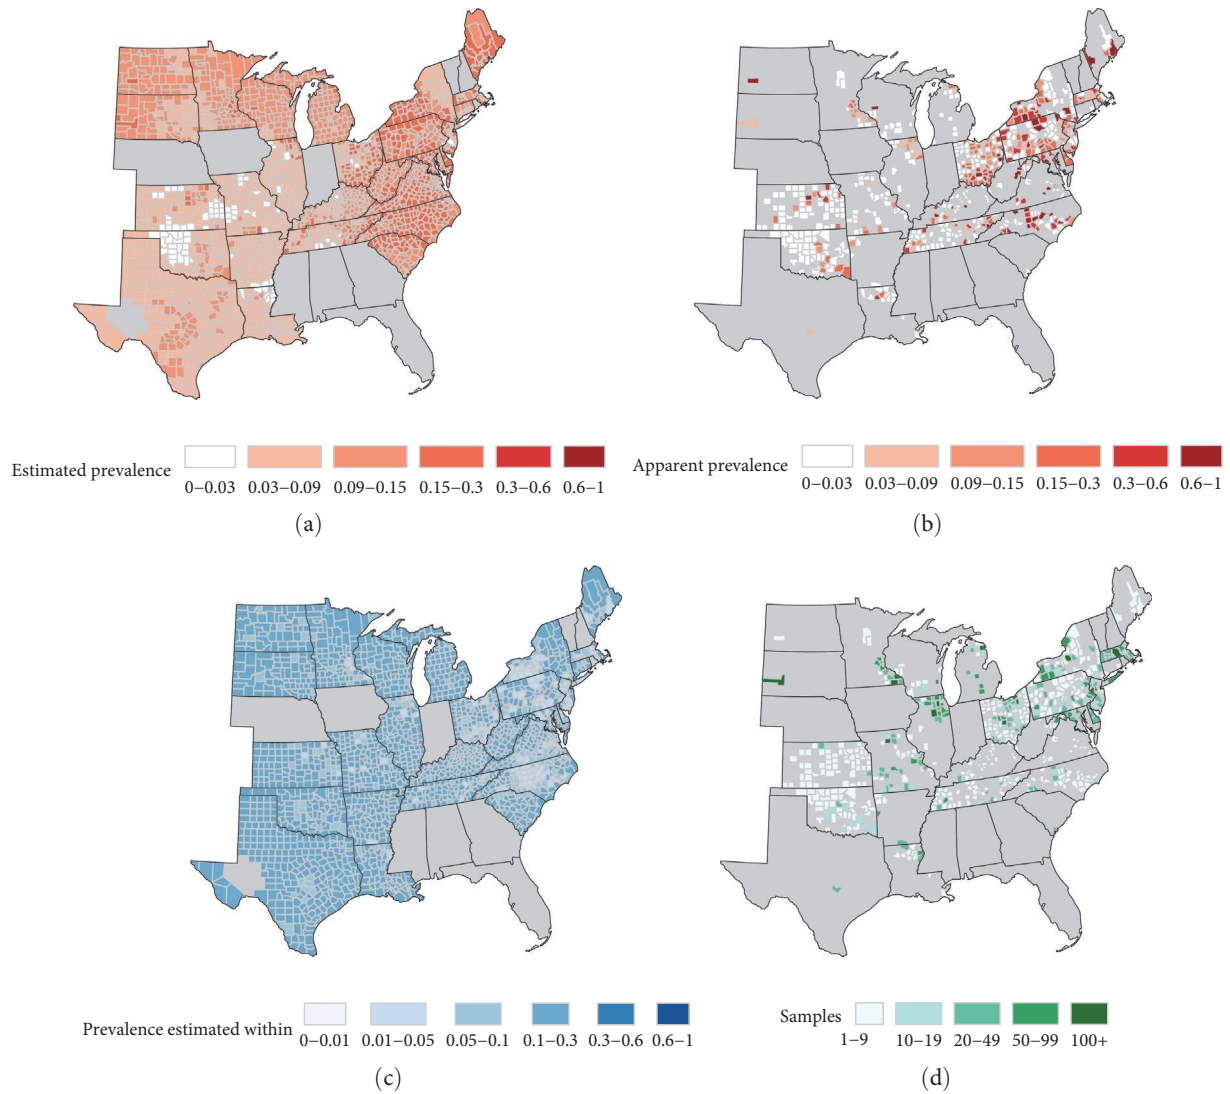 Estimated prevalence
0–0.03 0.03–0.09 0.09–0.15 0.15–0.3 0.3–0.6 0.6–1
(a)
Apparent prevalence
0–0.03 0.03–0.09 0.09–0.15 0.15–0.3 0.3–0.6 0.6–1
(b)
Prevalence estimated within
0–0.01 0.01–0.05 0.05–0.1 0.1–0.3 0.3–0.6 0.6–1
(c)
Samples
1–9 10–19 20–49 50–99 100+
(d)